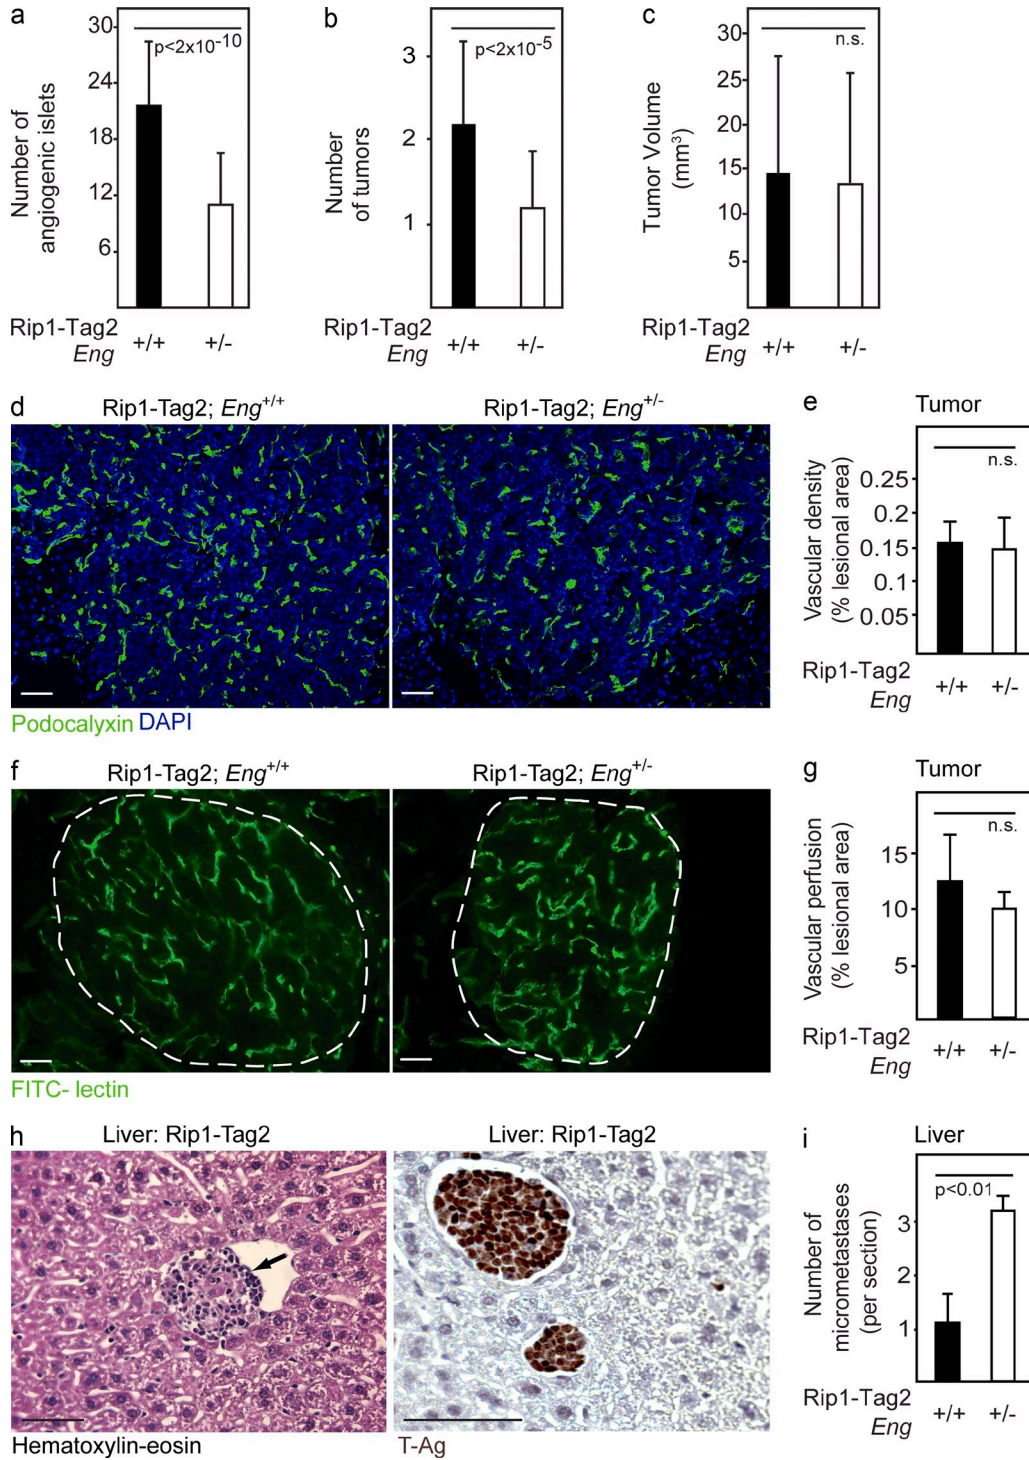 a
30
24
18
12
6
Number of
angiogenic islets
p<2x10-10
Rip1-Tag2
Eng
+/+
+/-
b
3
2
1
Number
of tumors
p<2x10-5
Rip1-Tag2
Eng
+/+
+/-
c
30
25
20
15
10
5
Tumor Volume
(mm3)
n.s.
Rip1-Tag2
Eng
+/+
+/-
d
Rip1-Tag2; Eng+/+
Rip1-Tag2; Eng+/-
Podocalyxin DAPI
e
Tumor
Vascular density
(% lesional area)
0.25
0.2
0.15
0.1
0.05
n.s.
Rip1-Tag2
Eng
+/+
+/-
f
Rip1-Tag2; Eng+/+
Rip1-Tag2; Eng+/-
FITC- lectin
g
Tumor
Vascular perfusion
(% lesional area)
15
10
5
n.s.
Rip1-Tag2
Eng
+/+
+/-
h
Liver: Rip1-Tag2
Liver: Rip1-Tag2
Hematoxylin-eosin
T-Ag
i
Liver
Number of
micrometastases
(per section)
3
2
1
p<0.01
Rip1-Tag2
Eng
+/+
+/-